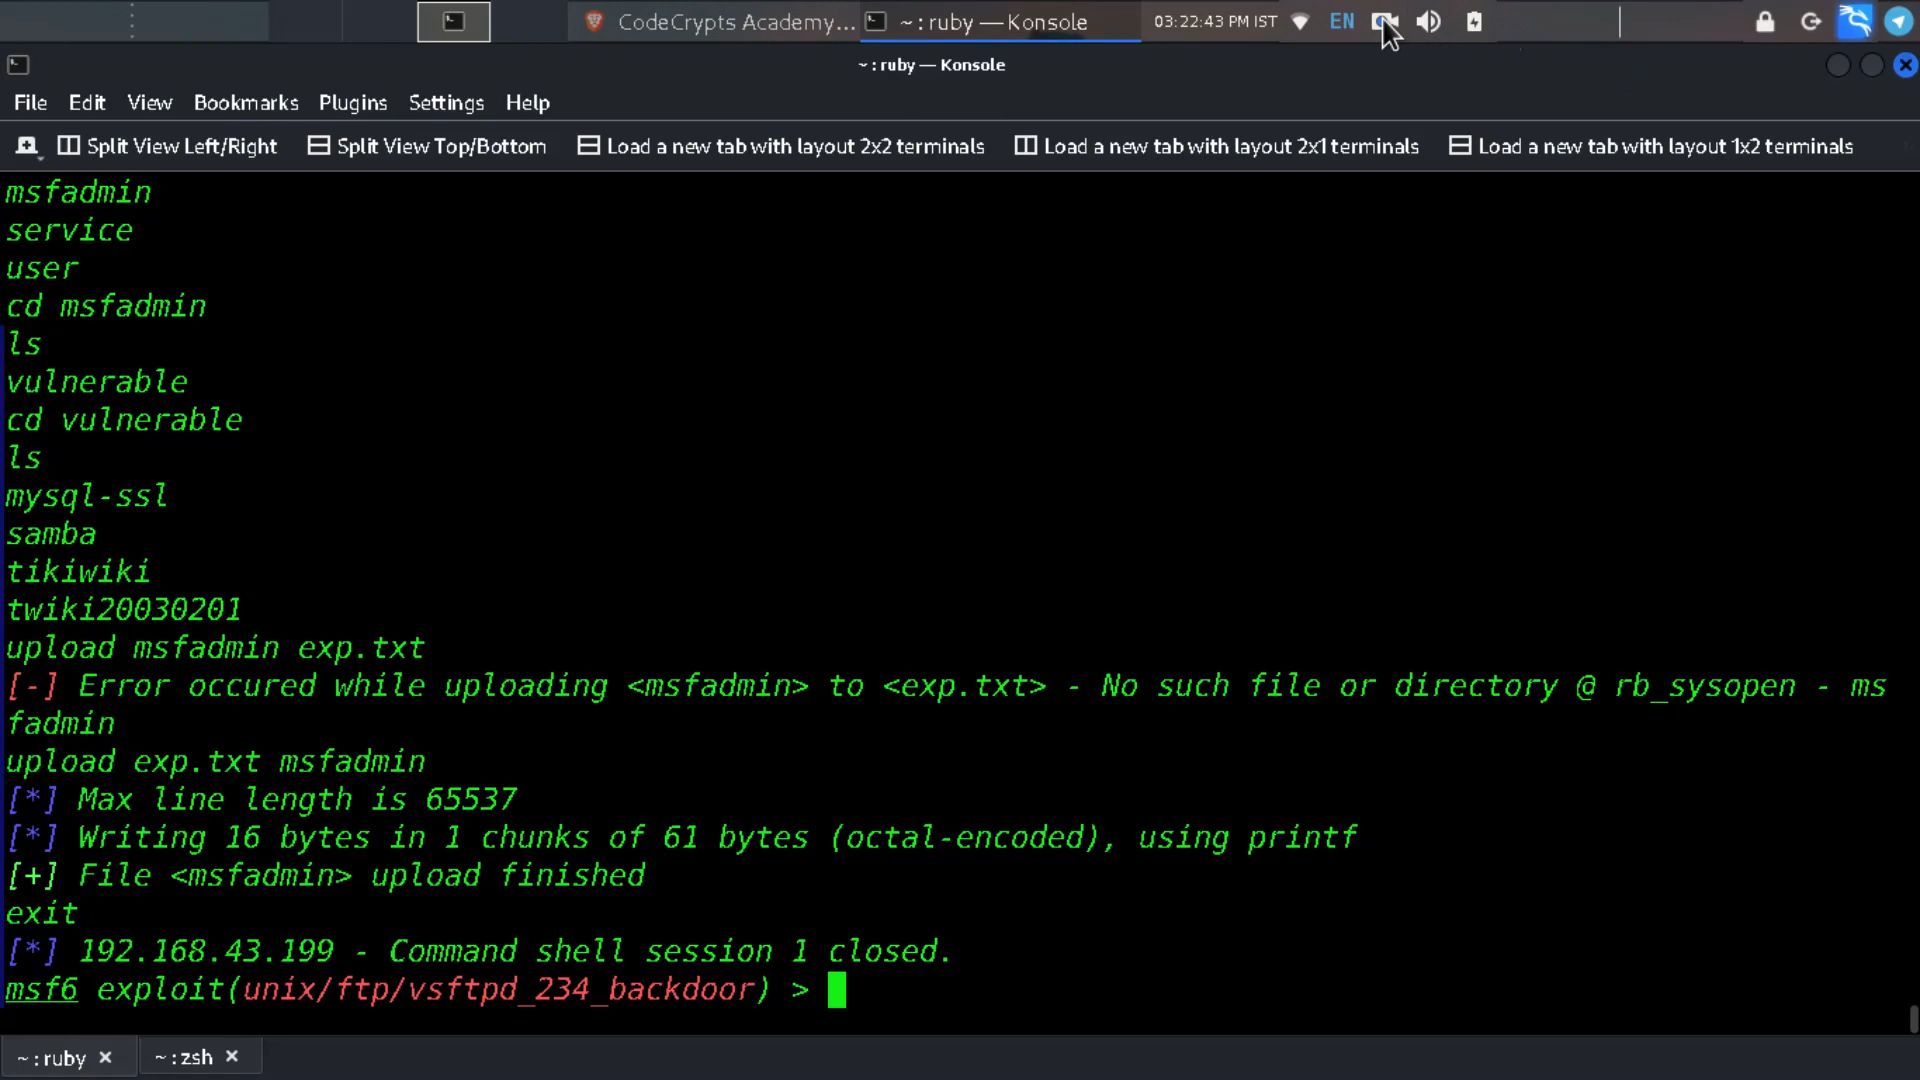 CodeCrypts Academy...
~ : ruby — Konsole
03:22:43 PM IST
EN
~ : ruby — Konsole
File Edit View Bookmarks Plugins Settings Help
Split View Left/Right Split View Top/Bottom Load a new tab with layout 2x2 terminals Load a new tab with layout 2x1 terminals Load a new tab with layout 1x2 terminals
msfadmin
service
user
cd msfadmin
ls
vulnerable
cd vulnerable
ls
mysql-ssl
samba
tikiwiki
twiki20030201
upload msfadmin exp.txt
[-] Error occured while uploading <msfadmin> to <exp.txt> - No such file or directory @ rb_sysopen - ms
fadmin
upload exp.txt msfadmin
[*] Max line length is 65537
[*] Writing 16 bytes in 1 chunks of 61 bytes (octal-encoded), using printf
[+] File <msfadmin> upload finished
exit
[*] 192.168.43.199 - Command shell session 1 closed.
msf6 exploit(unix/ftp/vsftpd_234_backdoor) >
~ : ruby ~ : zsh